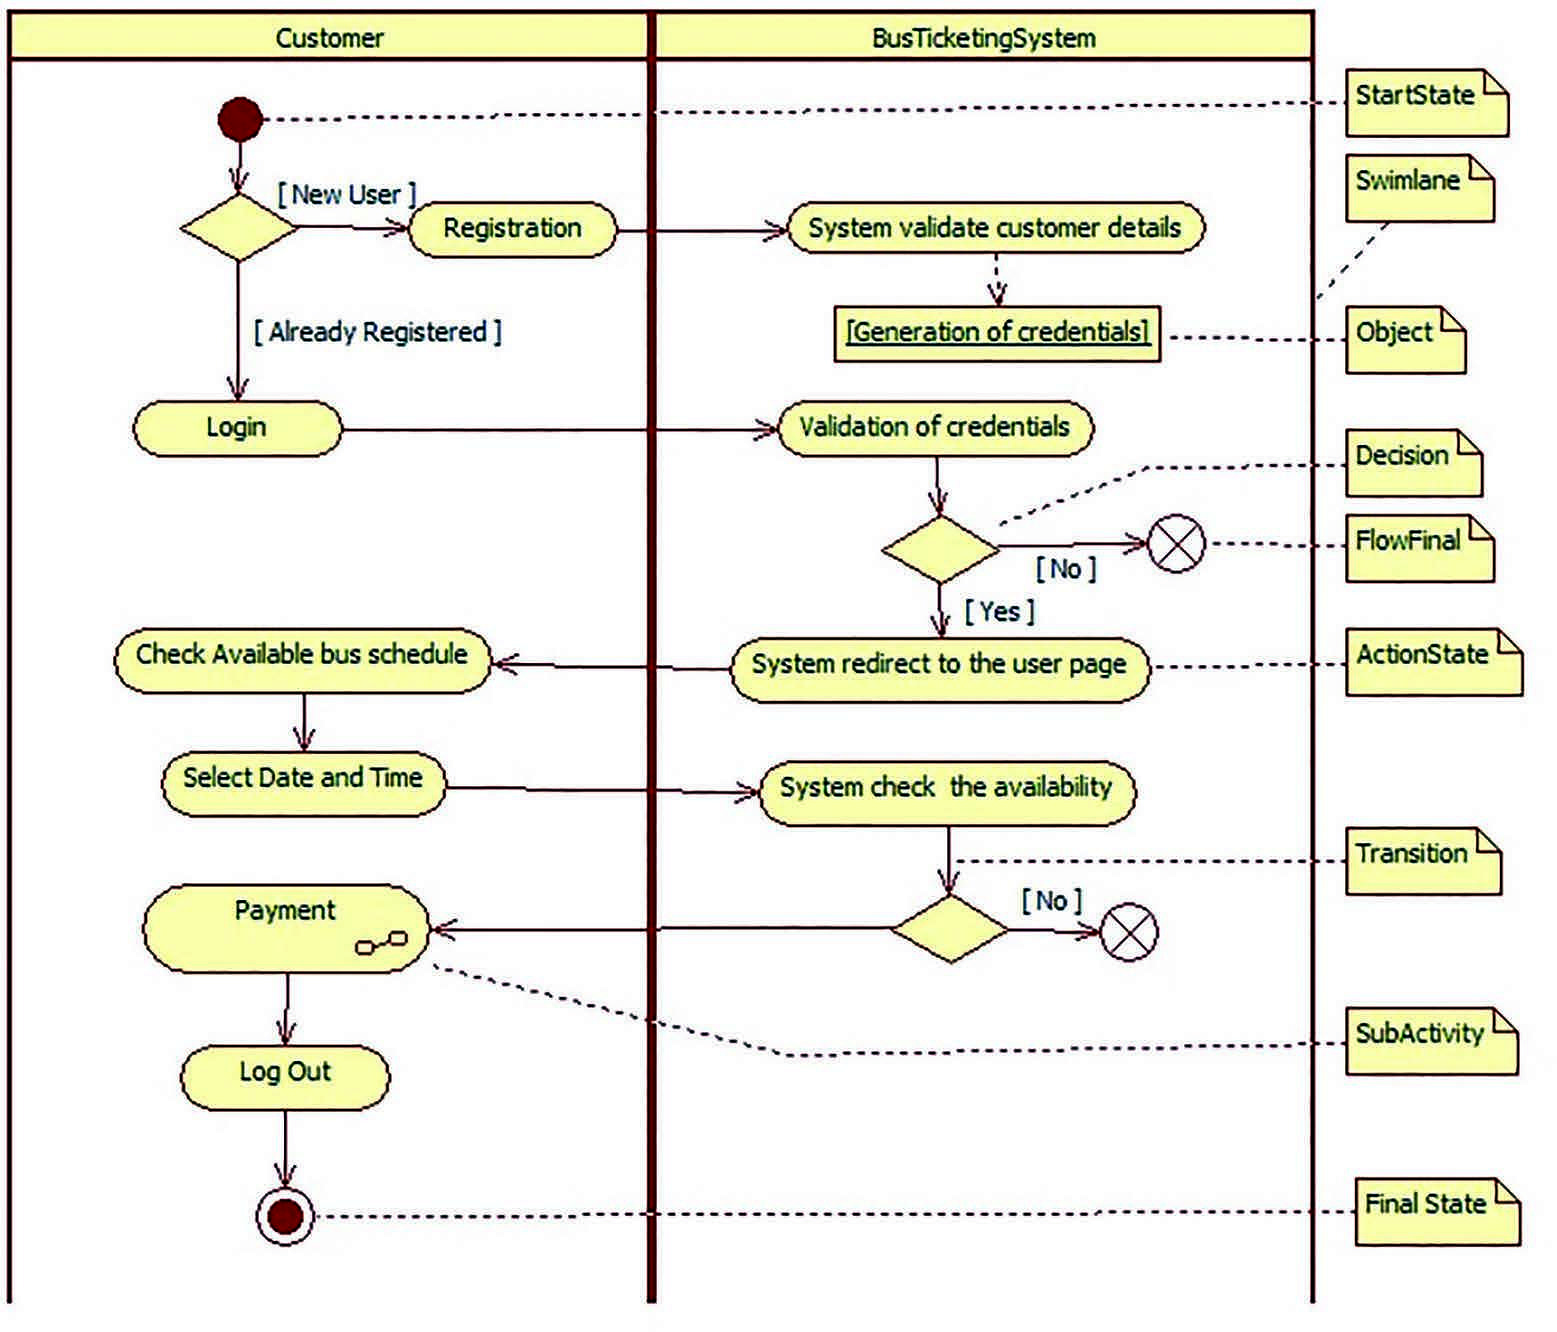 Customer
BusTicketingSystem
StartState
Swimlane
[ New User ]
Registration
System validate customer details
[ Already Registered ]
[Generation of credentials]
Object
Login
Validation of credentials
Decision
FlowFinal
[ No ]
[ Yes ]
Check Available bus schedule
System redirect to the user page
ActionState
Select Date and Time
System check  the availability
Transition
[ No ]
Payment
SubActivity
Log Out
Final State